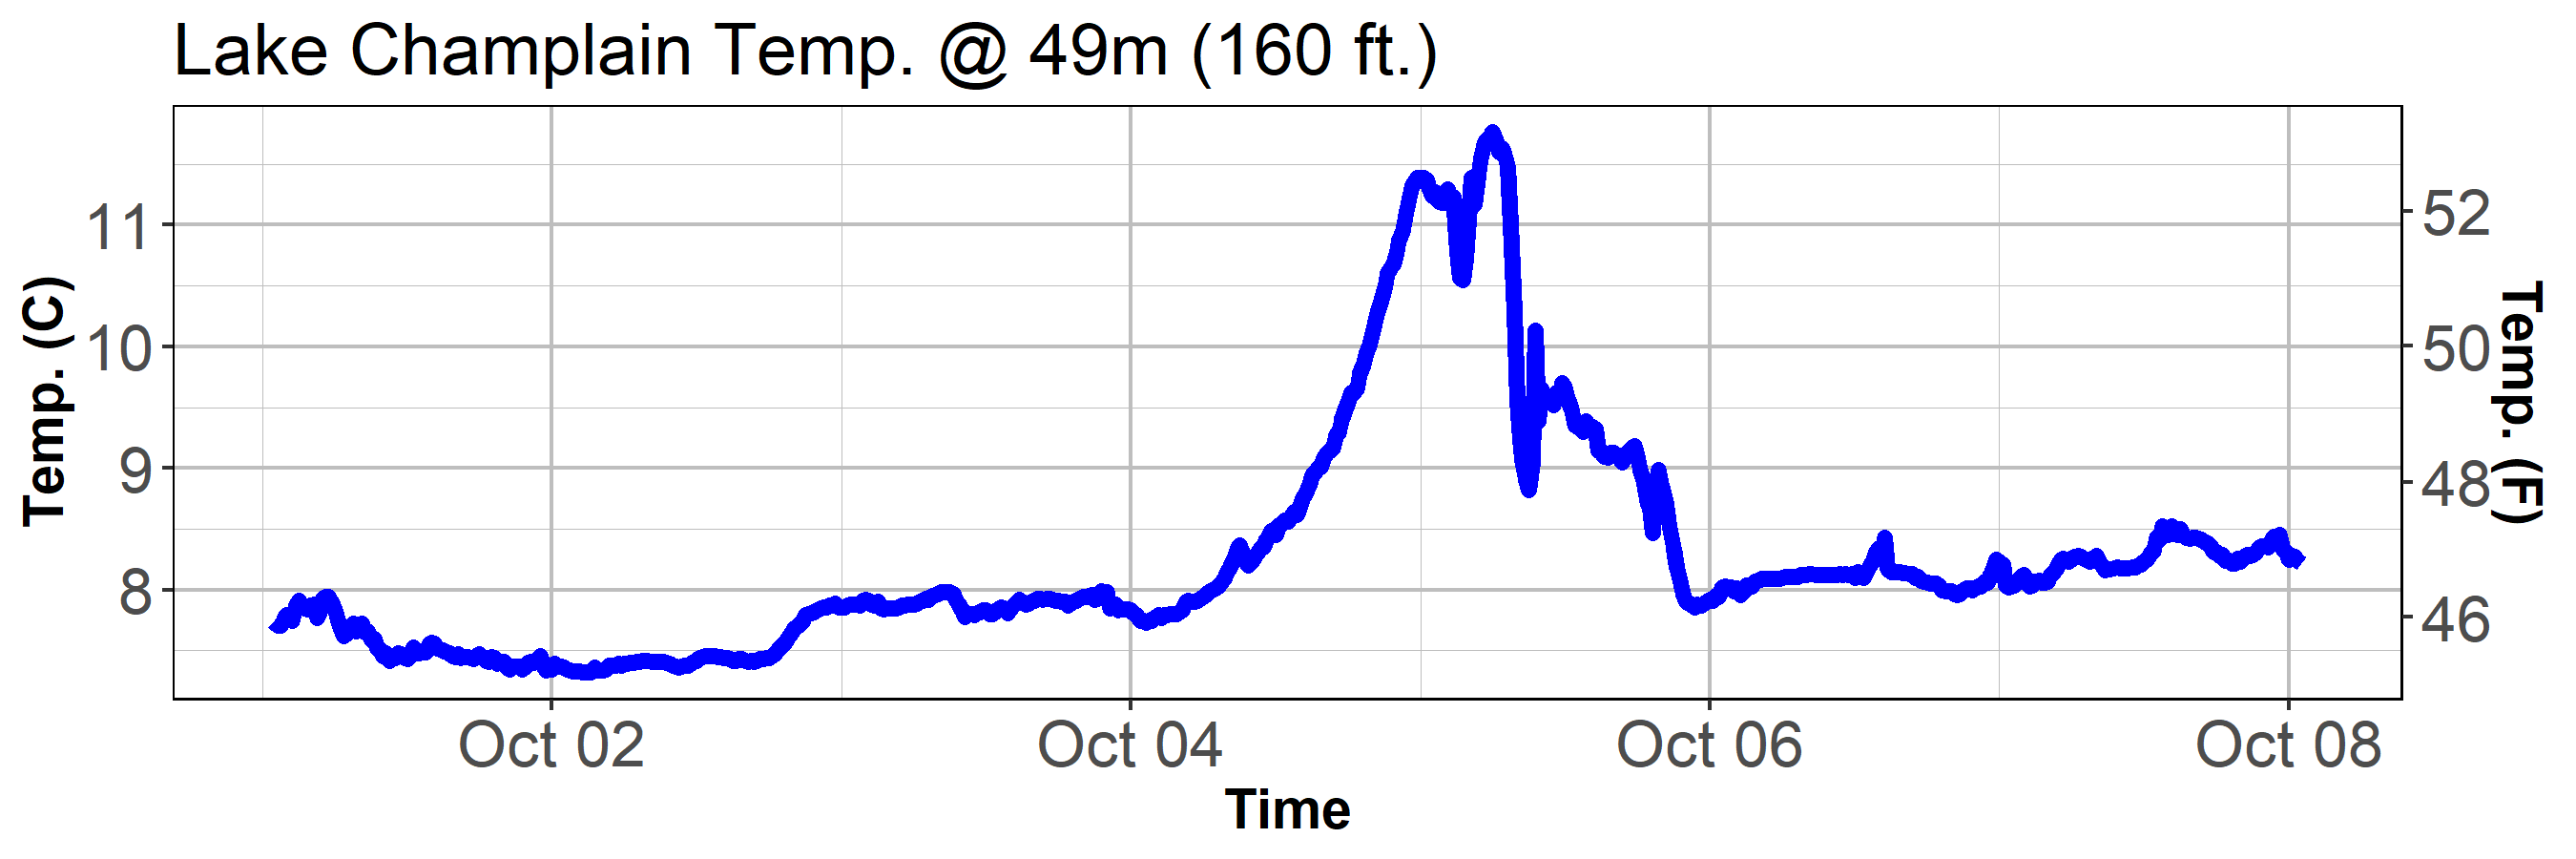 Lake Champlain Temp. @ 49m (160 ft.)
Temp. (C)
11
10
9
8
52
50
48
46
Temp. (F)
Oct 02 Oct 04 Oct 06 Oct 08
Time